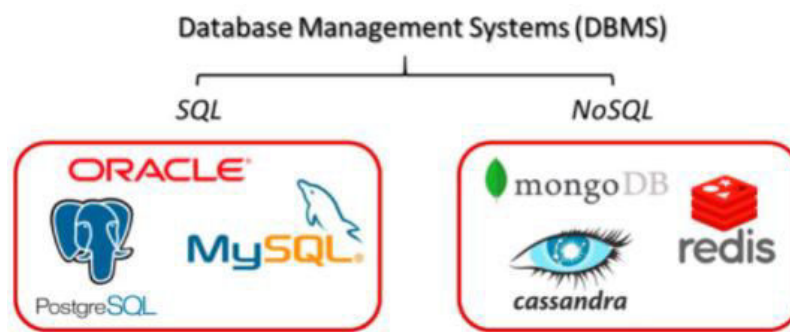 Database Management Systems (DBMS)
SQL
NoSQL
ORACLE®
PostgreSQL
MySQL®
mongoDB
cassandra
redis